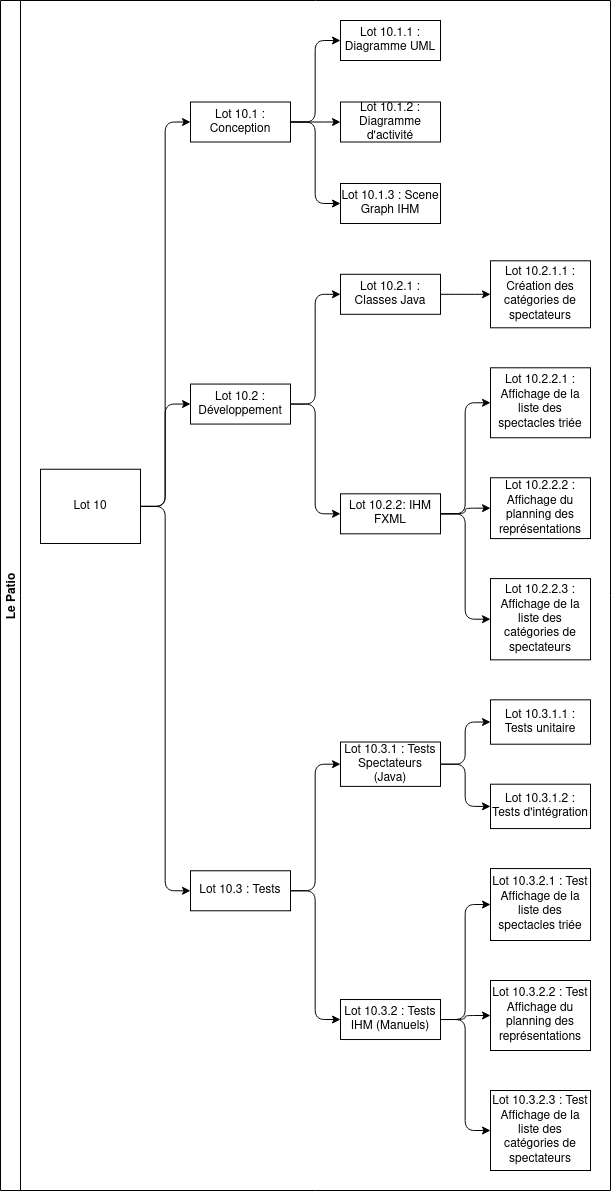 Le Patio
Lot 10
Lot 10.1 :
Conception
Lot 10.1.1 :
Diagramme UML
Lot 10.1.2 :
Diagramme
d'activité
Lot 10.1.3 : Scene
Graph IHM
Lot 10.2 :
Développement
Lot 10.2.1 :
Classes Java
Lot 10.2.1.1 :
Création des
catégories de
spectateurs
Lot 10.2.2: IHM
FXML
Lot 10.2.2.1 :
Affichage de la
liste des
spectacles triée
Lot 10.2.2.2 :
Affichage du
planning des
représentations
Lot 10.2.2.3 :
Affichage de la
liste des
catégories de
spectateurs
Lot 10.3 : Tests
Lot 10.3.1 : Tests
Spectateurs
(Java)
Lot 10.3.1.1 :
Tests unitaire
Lot 10.3.1.2 :
Tests d'intégration
Lot 10.3.2 : Tests
IHM (Manuels)
Lot 10.3.2.1 : Test
Affichage de la
liste des
spectacles triée
Lot 10.3.2.2 : Test
Affichage du
planning des
représentations
Lot 10.3.2.3 : Test
Affichage de la
liste des
catégories de
spectateurs